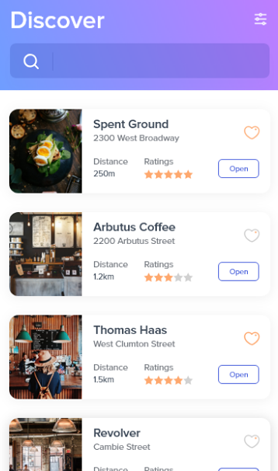 Discover
Spent Ground
2300 West Broadway
Distance Ratings
250m
Open
Arbutus Coffee
2200 Arbutus Street
Distance Ratings
1.2km
Open
Thomas Haas
West Clumton Street
Distance Ratings
1.5km
Open
Revolver
Cambie Street
Distance Ratings
Open